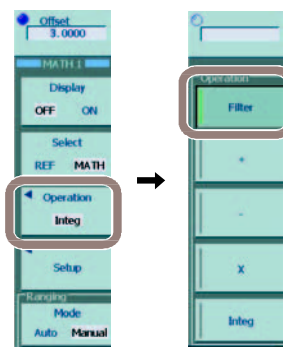 Offset
3.0000
MATH 1
Display
OFF ON
Select
REF MATH
Operation
Integ
Setup
Ranging
Mode
Auto Manual
Operation
Filter
+
-
X
Integ